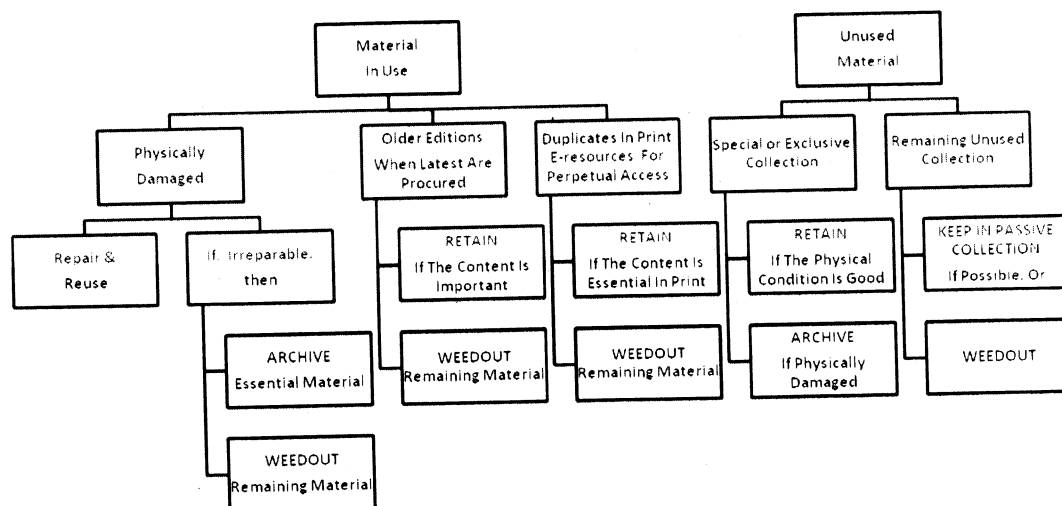 Material
In Use
Unused
Material
Physically
Damaged
Older Editions
When Latest Are
Procured
Duplicates In Print
E-resources For
Perpetual Access
Special or Exclusive
Collection
Remaining Unused
Collection
Repair &
Reuse
If. Irreparable.
then
RETAIN
If The Content Is
Important
RETAIN
If The Content Is
Essential In Print
RETAIN
If The Physical
Condition Is Good
KEEP IN PASSIVE
COLLECTION
If Possible. Or
ARCHIVE
Essential Material
WEEDOUT
Remaining Material
WEEDOUT
Remaining Material
ARCHIVE
If Physically
Damaged
WEEDOUT
WEEDOUT
Remaining Material